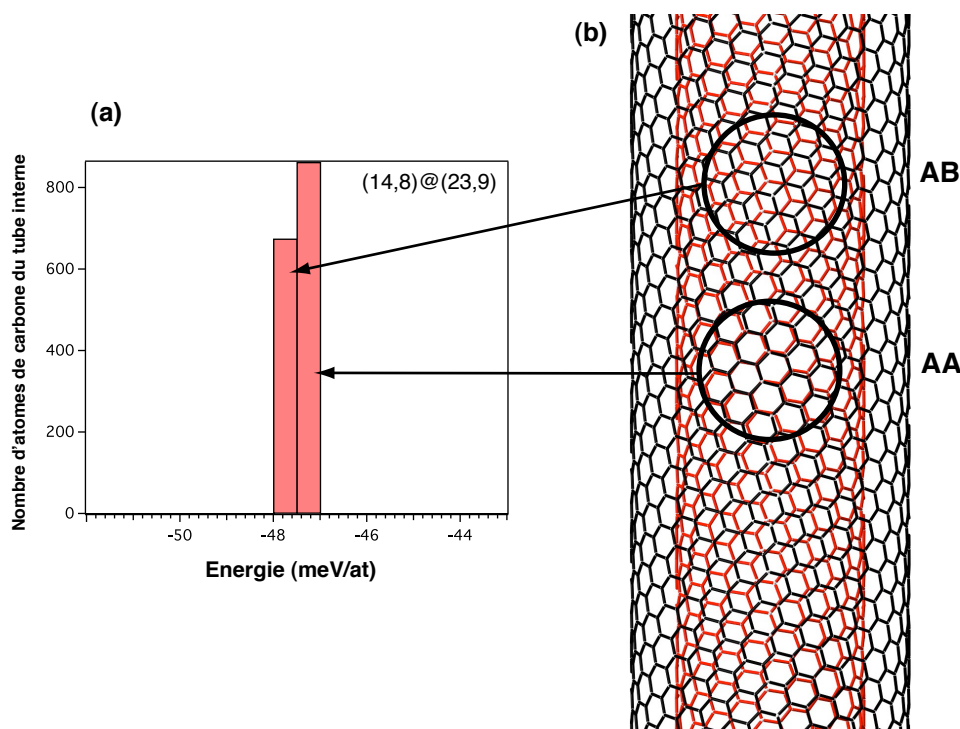 (a)
Nombre d'atomes de carbone du tube interne
800
600
400
200
0
(14,8)@(23,9)
-50
-48
-46
-44
Energie (meV/at)
(b)
AB
AA